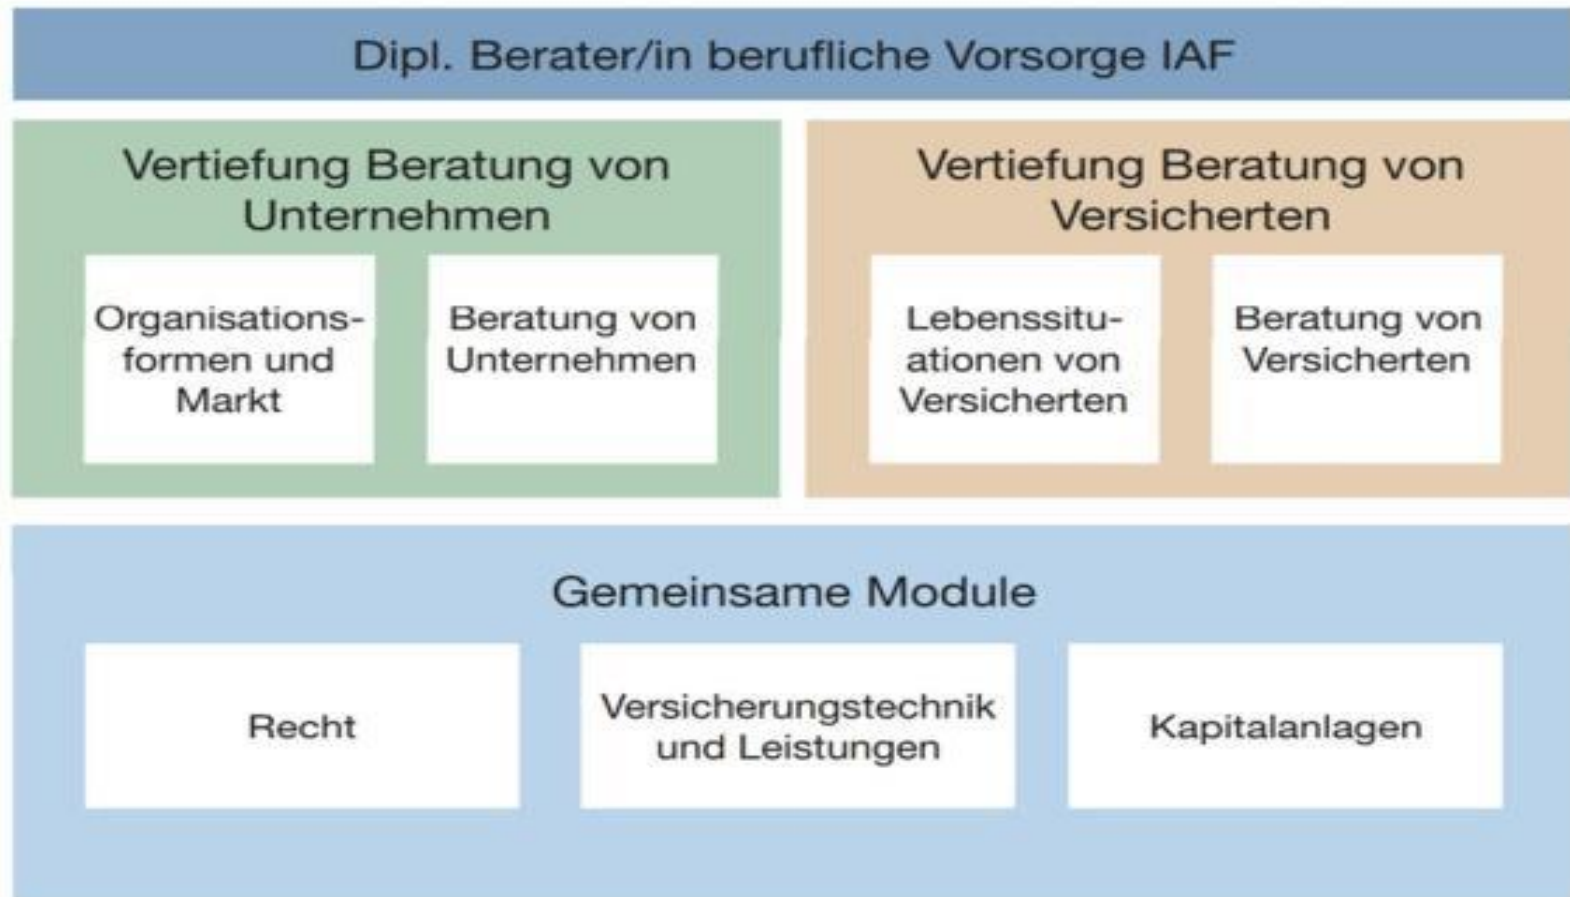 Dipl. Berater/in berufliche Vorsorge IAF
Vertiefung Beratung von
Unternehmen
Organisations-
formen und
Markt
Beratung von
Unternehmen
Vertiefung Beratung von
Versicherten
Lebenssitu-
ationen von
Versicherten
Beratung von
Versicherten
Gemeinsame Module
Recht
Versicherungstechnik
und Leistungen
Kapitalanlagen